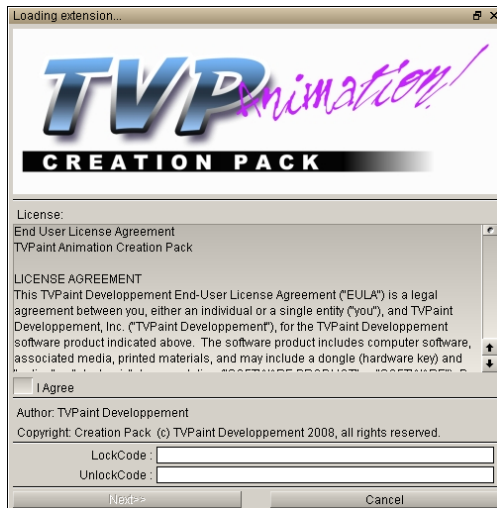 Loading extension...
TVP Animation!
CREATION PACK
License:
End User License Agreement
TVPaint Animation Creation Pack
LICENSE AGREEMENT
This TVPaint Developpement End-User License Agreement ("EULA") is a legal
agreement between you, either an individual or a single entity ("you"), and TVPaint
Developpement, Inc. ("TVPaint Developpement"), for the TVPaint Developpement
software product indicated above. The software product includes computer software,
associated media, printed materials, and may include a dongle (hardware key) and
I Agree
Author: TVPaint Developpement
Copyright: Creation Pack (c) TVPaint Developpement 2008, all rights reserved.
LockCode :
UnlockCode :
Next>>
Cancel